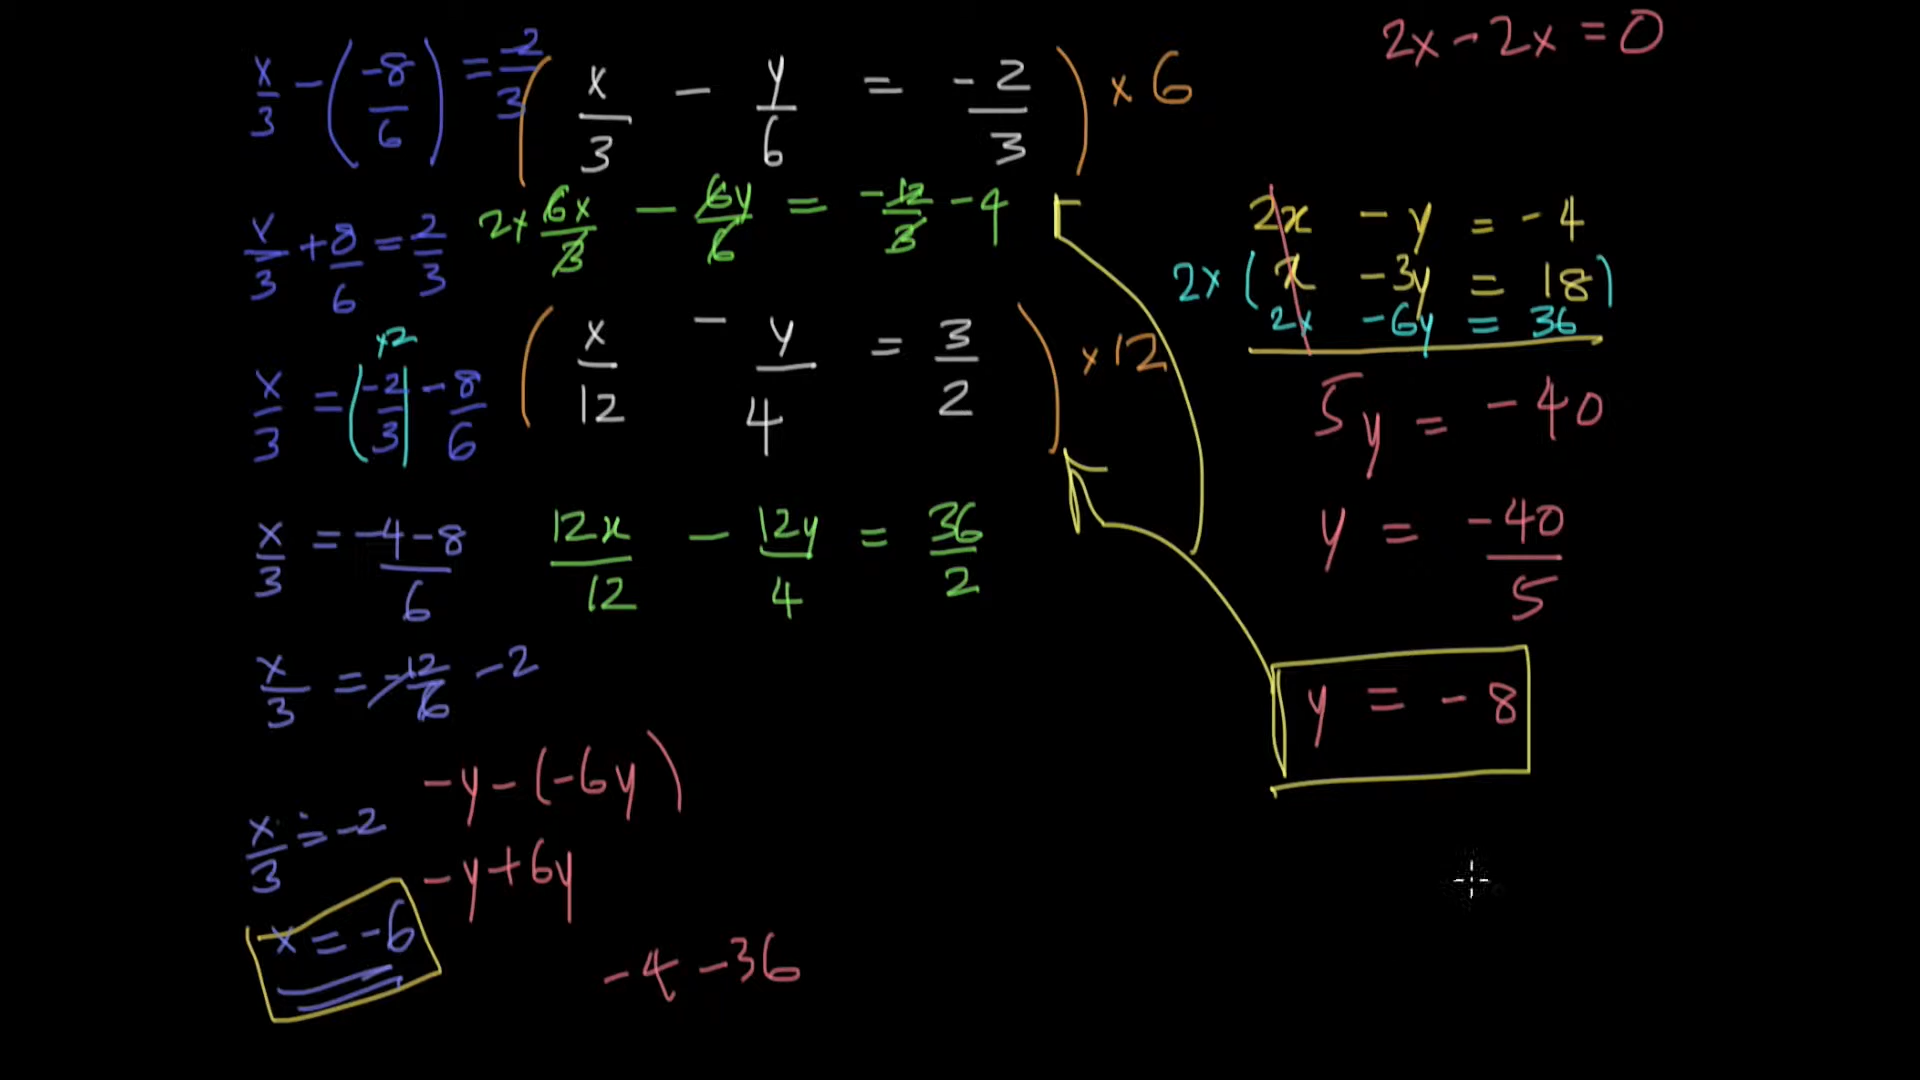 x/3 - (-8/6) = -2/3
x/3 + 8/6 = 2/3
×2
x/3 = (-2/3) - 8/6
x/3 = -4-8/6
x/3 = -12/6 -2
x/3 = -2
x = -6
(x/3 - y/6 = -2/3) × 6
2x 6x/3 - 6y/6 = -12/3 -4
(x/12 - y/4 = 3/2) × 12
12x/12 - 12y/4 = 36/2
-y-(-6y)
-y+6y
-4-36
2x-2x=0
2x - y = -4
2x (x - 3y = 18)
2x - 6y = 36
5y = -40
y = -40/5
y = -8